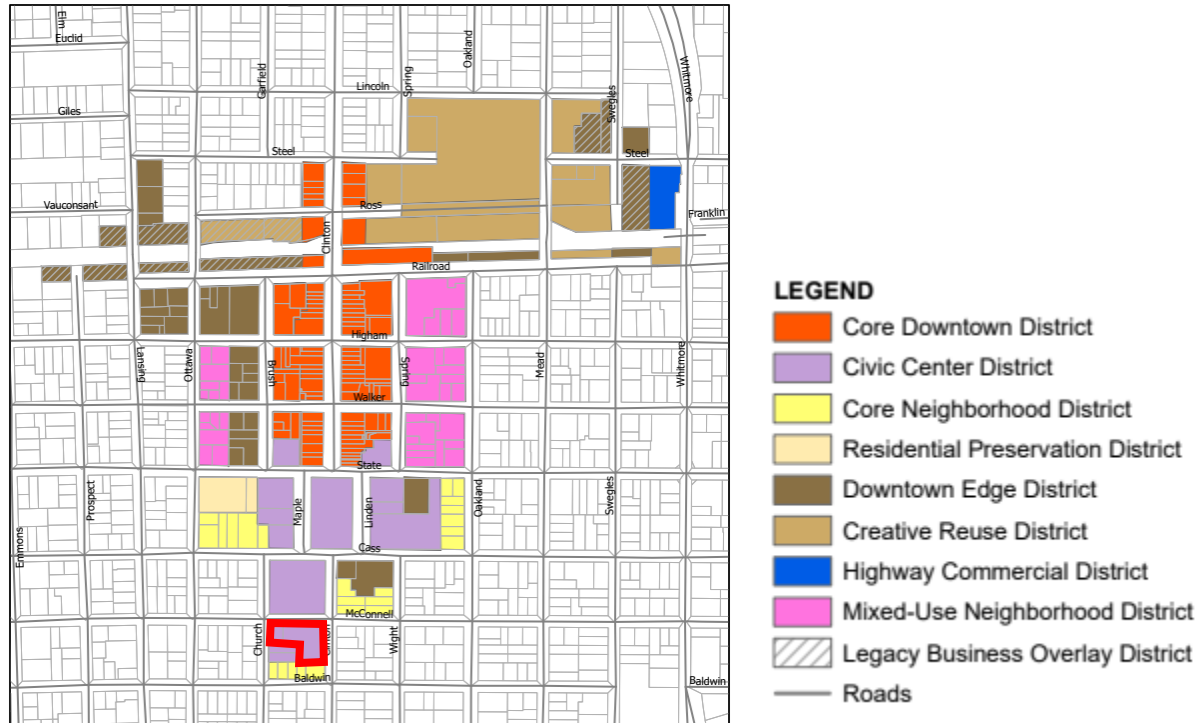 Elm
Euclid
Oakland
Whitmore
Garfield
Spring
Lincoln
Swegles
Giles
Steel
Steel
Vauconsant
Ross
Franklin
Clinton
Railroad
Higham
Lansing
Ottawa
Brush
Spring
Mead
Whitmore
Walker
State
Prospect
Maple
Linden
Oakland
Swegles
Emmons
Cass
McConnell
Church
Clinton
Wight
Baldwin
Baldwin
LEGEND
Core Downtown District
Civic Center District
Core Neighborhood District
Residential Preservation District
Downtown Edge District
Creative Reuse District
Highway Commercial District
Mixed-Use Neighborhood District
Legacy Business Overlay District
Roads